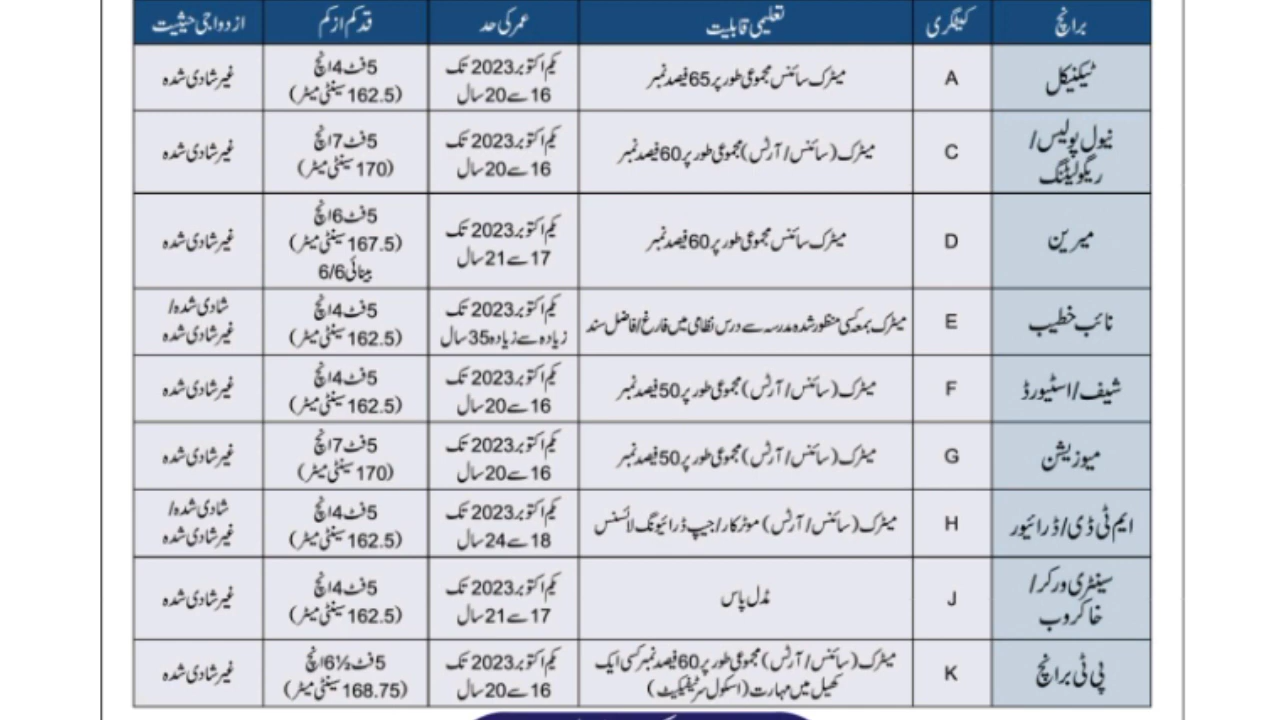 برانچ کیٹگری تعلیمی قابلیت عمر کی حد قد کم از کم ازدواجی حیثیت
ٹیکنیکل A میٹرک سائنس مجموعی طور پر 65 فیصد نمبر یکم اکتوبر 2023 تک 5 فٹ 4 انچ غیر شادی شدہ
16 سے 20 سال (162.5 سینٹی میٹر)
نیول پولیس/ C میٹرک (سائنس / آرٹس) مجموعی طور پر 60 فیصد نمبر یکم اکتوبر 2023 تک 5 فٹ 7 انچ غیر شادی شدہ
ریگولیٹنگ 16 سے 20 سال (170 سینٹی میٹر)
میرین D میٹرک سائنس مجموعی طور پر 60 فیصد نمبر یکم اکتوبر 2023 تک 5 فٹ 6 انچ غیر شادی شدہ
17 سے 21 سال (167.5 سینٹی میٹر)
بینائی 6/6
نائب خطیب E میٹرک بمعہ کسی منظور شدہ مدرسہ سے درس نظامی میں فارغ / فاضل سند یکم اکتوبر 2023 تک 5 فٹ 4 انچ شادی شدہ/
زیادہ سے زیادہ 35 سال (162.5 سینٹی میٹر) غیر شادی شدہ
شیف / اسٹیورڈ F میٹرک (سائنس / آرٹس) مجموعی طور پر 50 فیصد نمبر یکم اکتوبر 2023 تک 5 فٹ 4 انچ غیر شادی شدہ
16 سے 20 سال (162.5 سینٹی میٹر)
میوزیشن G میٹرک (سائنس / آرٹس) مجموعی طور پر 50 فیصد نمبر یکم اکتوبر 2023 تک 5 فٹ 7 انچ غیر شادی شدہ
16 سے 20 سال (170 سینٹی میٹر)
ایم ٹی ڈی / ڈرائیور H میٹرک (سائنس / آرٹس) موٹر کار / جیپ ڈرائیونگ لائسنس یکم اکتوبر 2023 تک 5 فٹ 4 انچ شادی شدہ/
18 سے 24 سال (162.5 سینٹی میٹر) غیر شادی شدہ
سینٹری ورکر/ J مڈل پاس یکم اکتوبر 2023 تک 5 فٹ 4 انچ غیر شادی شدہ
خاکروب 17 سے 21 سال (162.5 سینٹی میٹر)
پی ٹی برانچ K میٹرک (سائنس / آرٹس) مجموعی طور پر 60 فیصد نمبر کسی ایک یکم اکتوبر 2023 تک 5 فٹ 6½ انچ غیر شادی شدہ
کھیل میں مہارت (اسکول سرٹیفیکیٹ) 16 سے 20 سال (168.75 سینٹی میٹر)